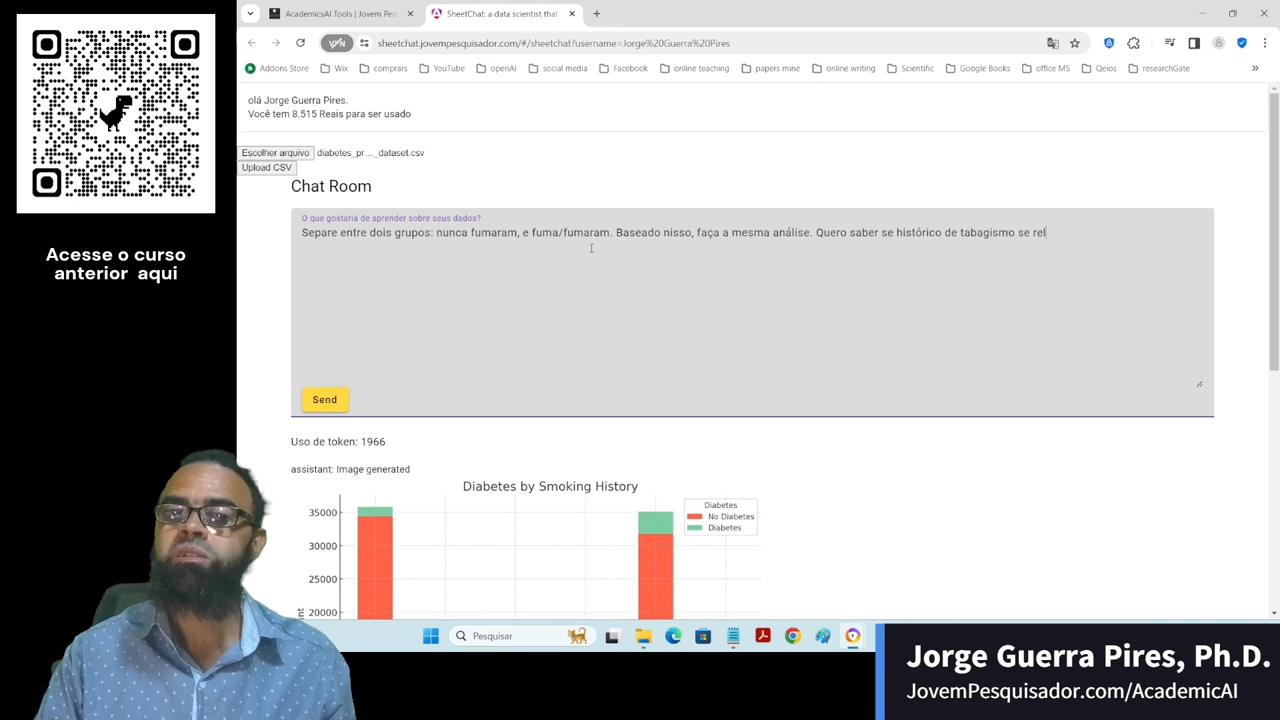 Acesse o curso
anterior aqui
AcademicsAI Tools | Jovem Pes
SheetChat: a data scientist that
VPN
sheetchat.jovempesquisador.com/#/sheetchat?username=Jorge%20Guerra%20Pires
Addons Store
Wix
comprars
YouTube
openAI
social media
Facebook
online teaching
papers mine
online writing
Scientific
Google Books
office MS
Qeios
researchGate
olá Jorge Guerra Pires.
Você tem 8.515 Reais para ser usado
Escolher arquivo diabetes_pr..._dataset.csv
Upload CSV
Chat Room
O que gostaria de aprender sobre seus dados?
Separe entre dois grupos: nunca fumaram, e fuma/fumaram. Baseado nisso, faça a mesma análise. Quero saber se histórico de tabagismo se rel
Send
Uso de token: 1966
assistant: Image generated
Diabetes by Smoking History
Diabetes
No Diabetes
Diabetes
35000
30000
25000
20000
Pesquisar
Jorge Guerra Pires, Ph.D.
JovemPesquisador.com/AcademicAI